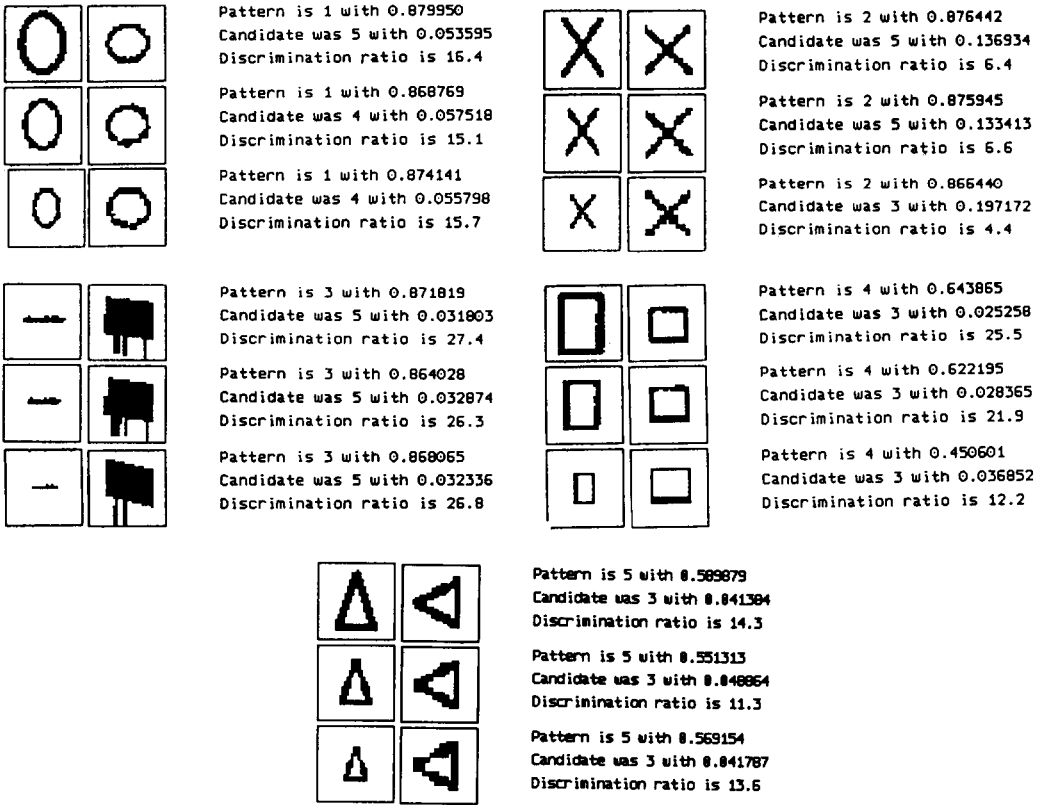 Pattern is 1 with 0.879950
Candidate was 5 with 0.053595
Discrimination ratio is 16.4
Pattern is 1 with 0.868769
Candidate was 4 with 0.057518
Discrimination ratio is 15.1
Pattern is 1 with 0.874141
Candidate was 4 with 0.055798
Discrimination ratio is 15.7
Pattern is 2 with 0.876442
Candidate was 5 with 0.136934
Discrimination ratio is 6.4
Pattern is 2 with 0.875945
Candidate was 5 with 0.133413
Discrimination ratio is 6.6
Pattern is 2 with 0.866440
Candidate was 3 with 0.197172
Discrimination ratio is 4.4
Pattern is 3 with 0.871819
Candidate was 5 with 0.031803
Discrimination ratio is 27.4
Pattern is 3 with 0.864028
Candidate was 5 with 0.032874
Discrimination ratio is 26.3
Pattern is 3 with 0.868065
Candidate was 5 with 0.032336
Discrimination ratio is 26.8
Pattern is 4 with 0.643865
Candidate was 3 with 0.025258
Discrimination ratio is 25.5
Pattern is 4 with 0.622195
Candidate was 3 with 0.028365
Discrimination ratio is 21.9
Pattern is 4 with 0.450601
Candidate was 3 with 0.036852
Discrimination ratio is 12.2
Pattern is 5 with 0.589879
Candidate was 3 with 0.041384
Discrimination ratio is 14.3
Pattern is 5 with 0.551313
Candidate was 3 with 0.048864
Discrimination ratio is 11.3
Pattern is 5 with 0.569154
Candidate was 3 with 0.041787
Discrimination ratio is 13.6